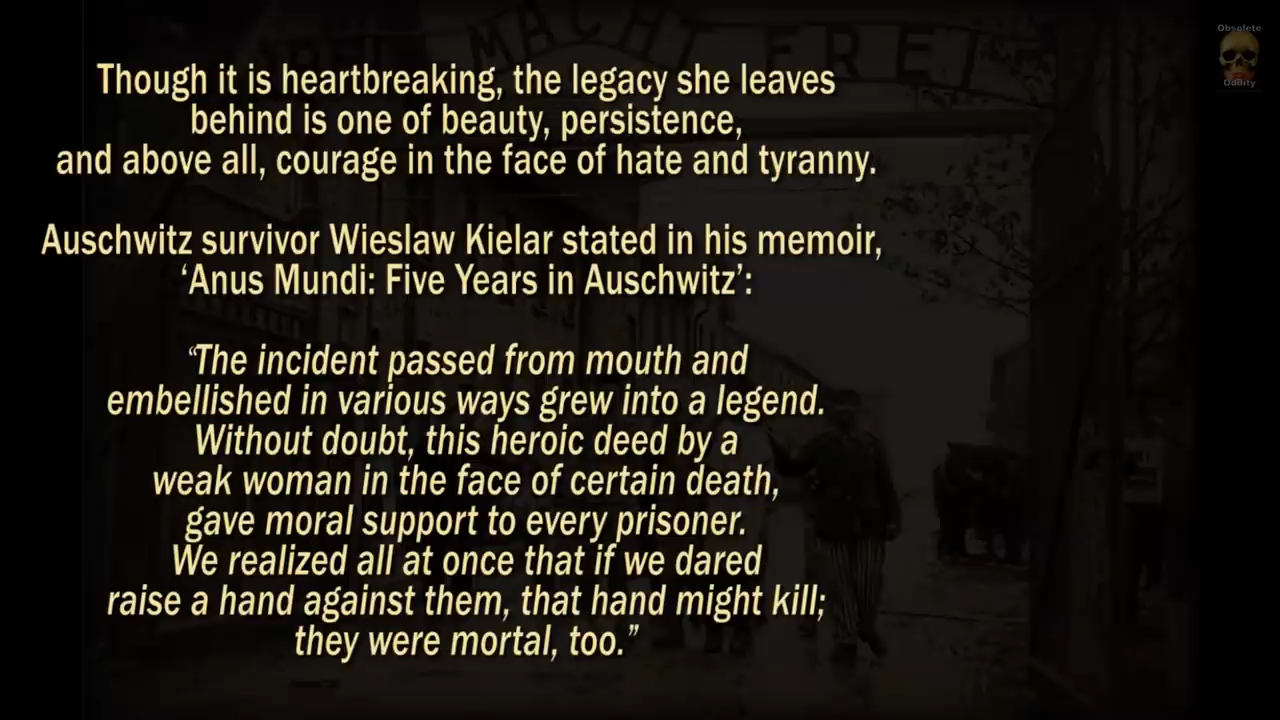 MACHT FREI
Obsolete
Oddity
Though it is heartbreaking, the legacy she leaves
behind is one of beauty, persistence,
and above all, courage in the face of hate and tyranny.
Auschwitz survivor Wieslaw Kielar stated in his memoir,
‘Anus Mundi: Five Years in Auschwitz’:
“The incident passed from mouth and
embellished in various ways grew into a legend.
Without doubt, this heroic deed by a
weak woman in the face of certain death,
gave moral support to every prisoner.
We realized all at once that if we dared
raise a hand against them, that hand might kill;
they were mortal, too.”